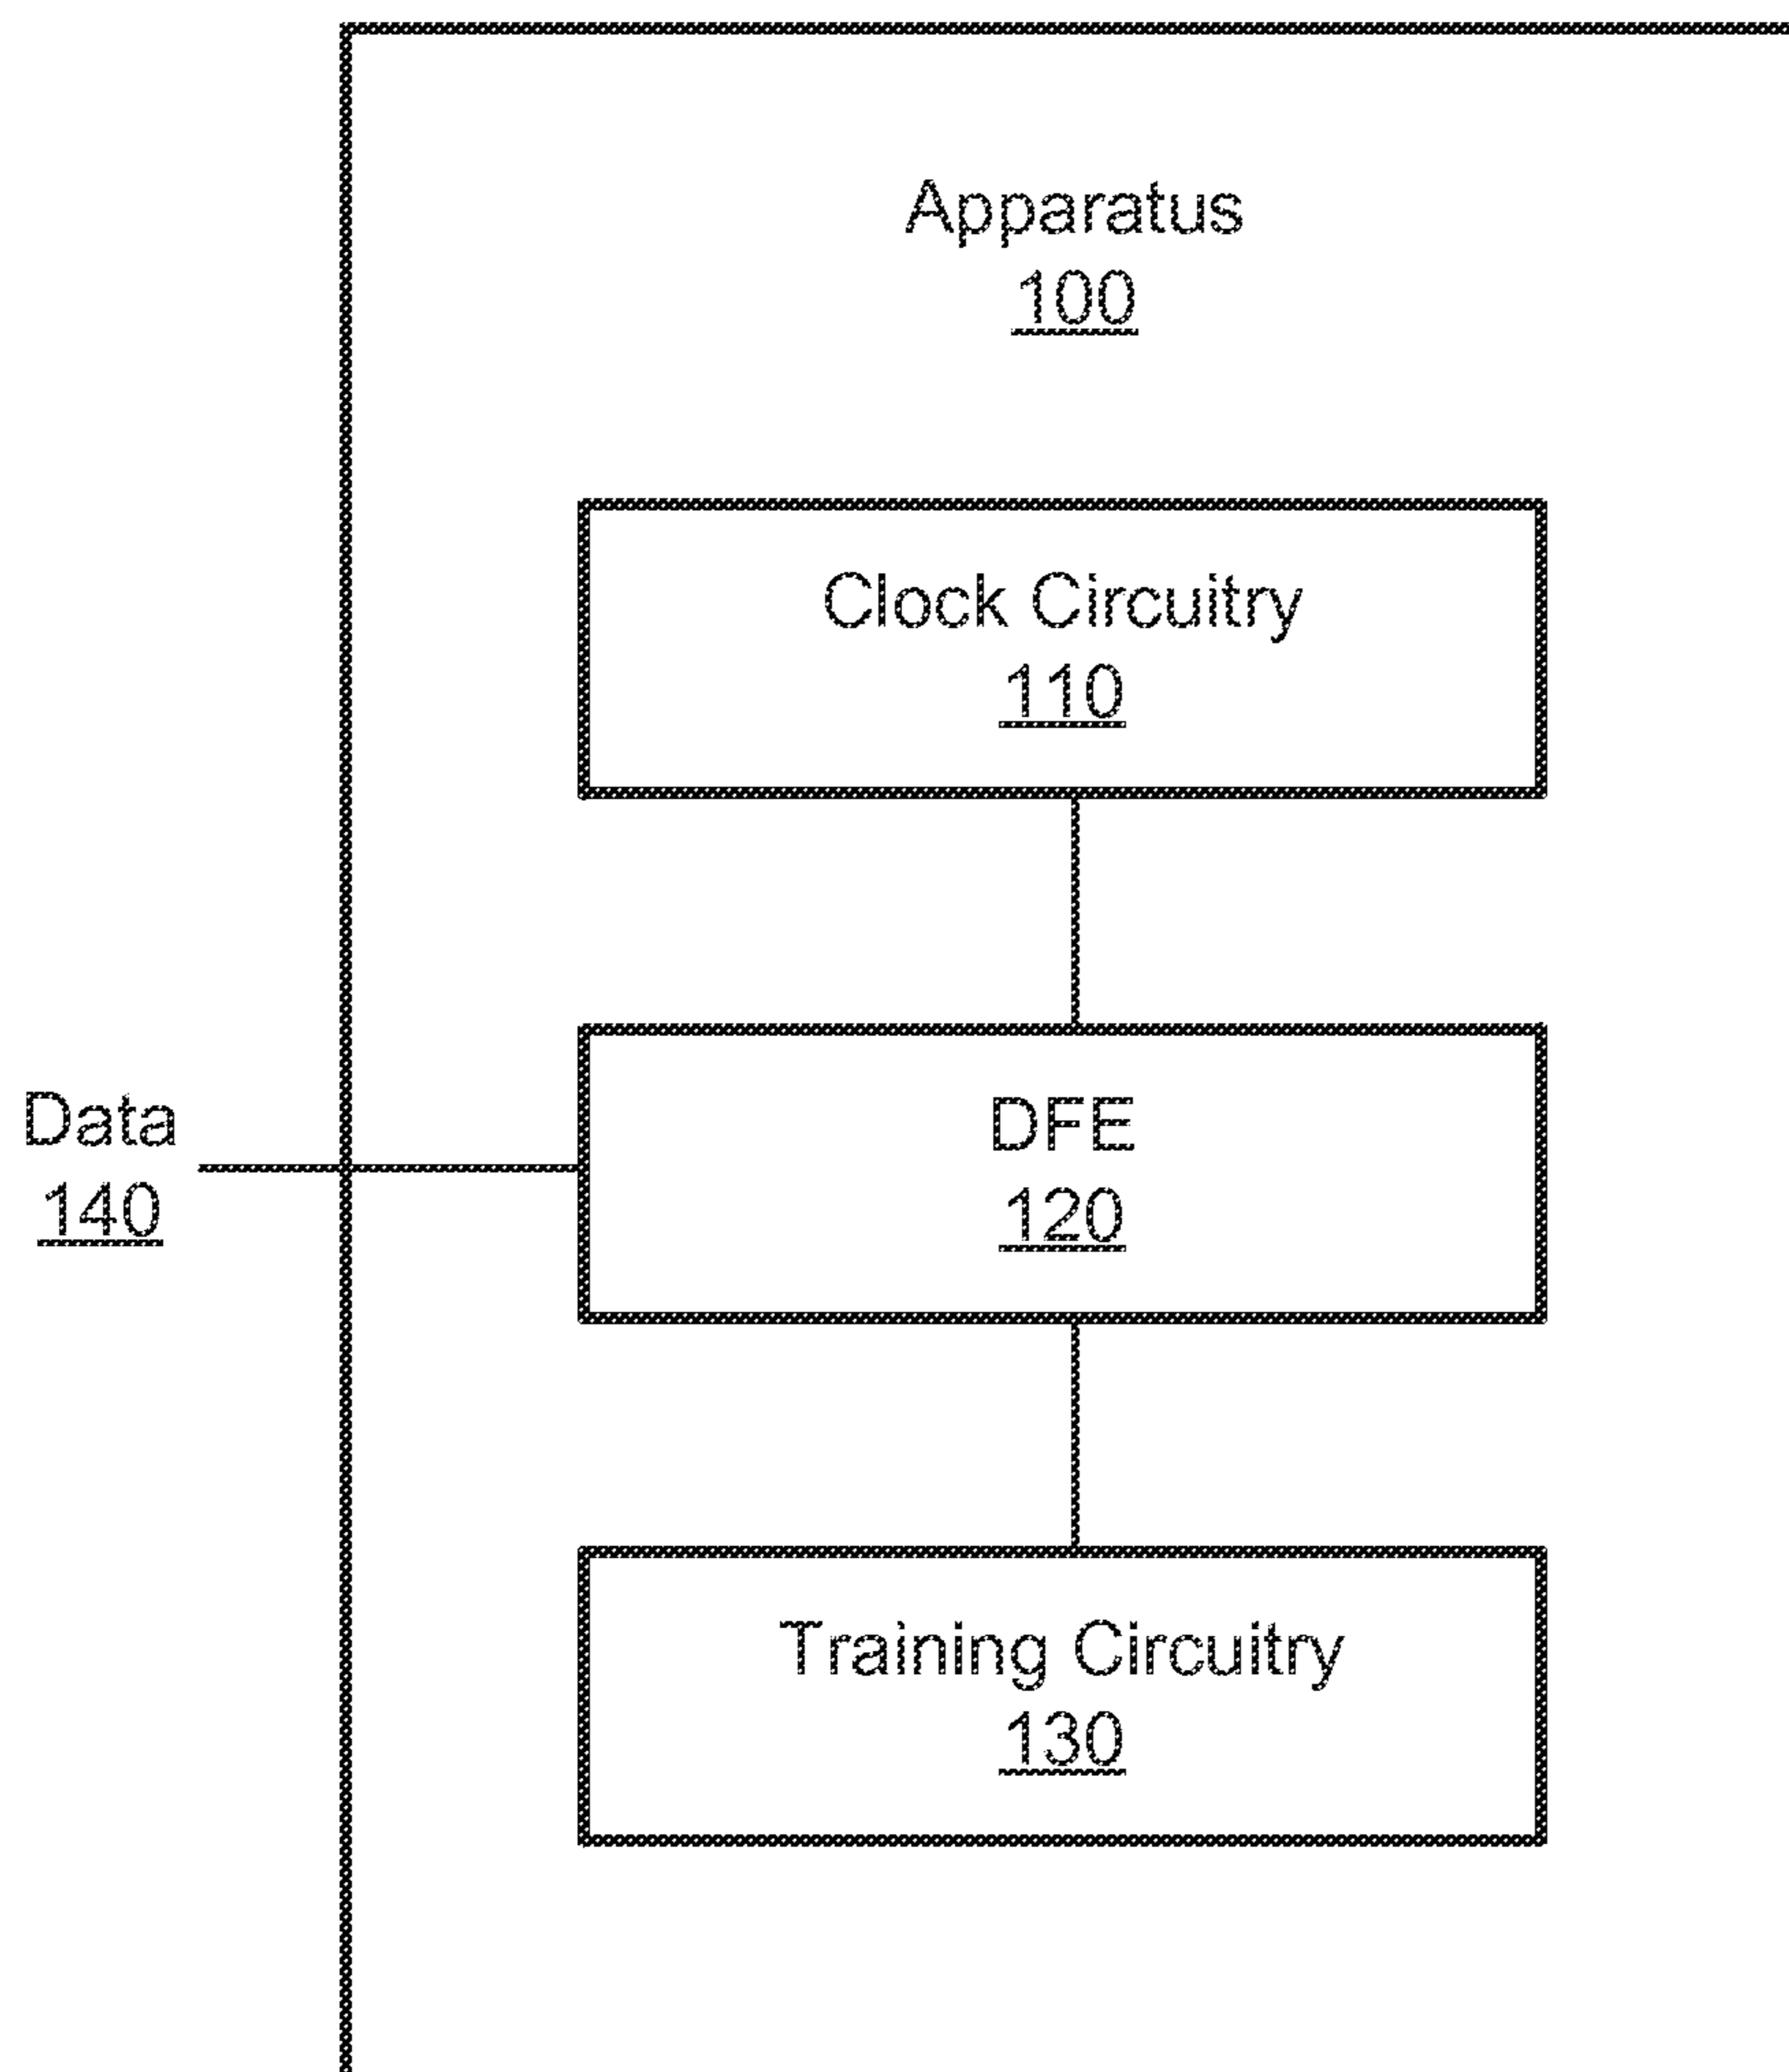 Apparatus
100
Clock Circuitry
110
Data
140
DFE
120
Training Circuitry
130